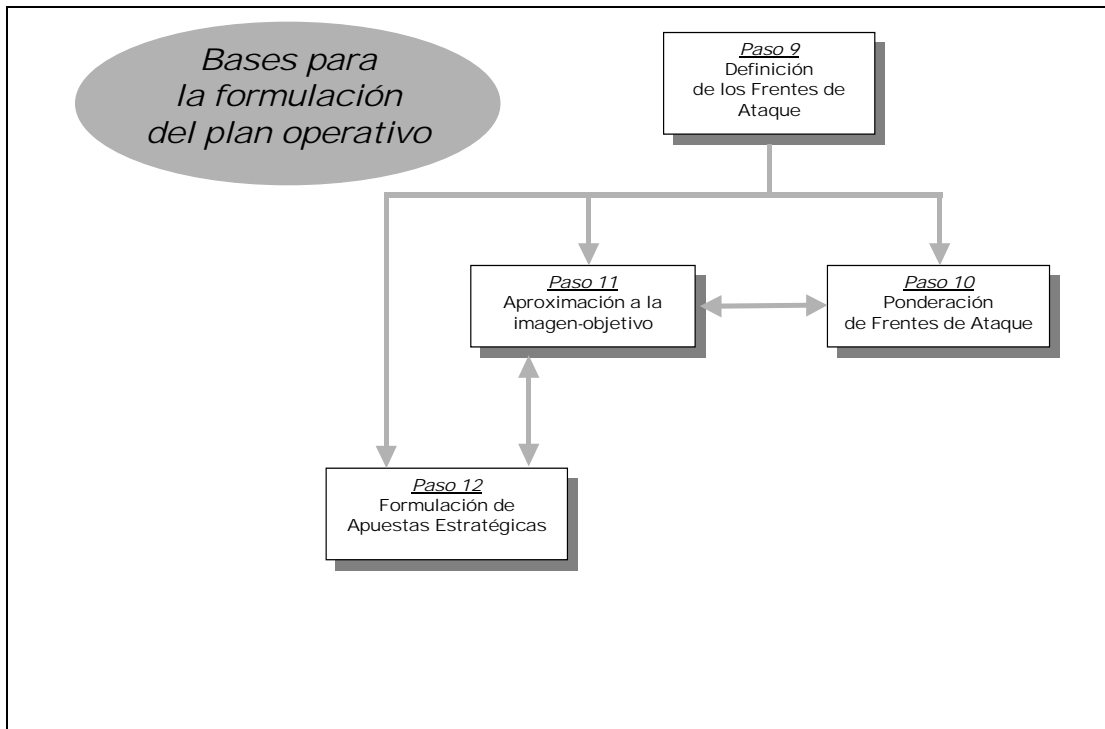 Bases para
la formulación
del plan operativo
Paso 9
Definición
de los Frentes de
Ataque
Paso 11
Aproximación a la
imagen-objetivo
Paso 10
Ponderación
de Frentes de Ataque
Paso 12
Formulación de
Apuestas Estratégicas